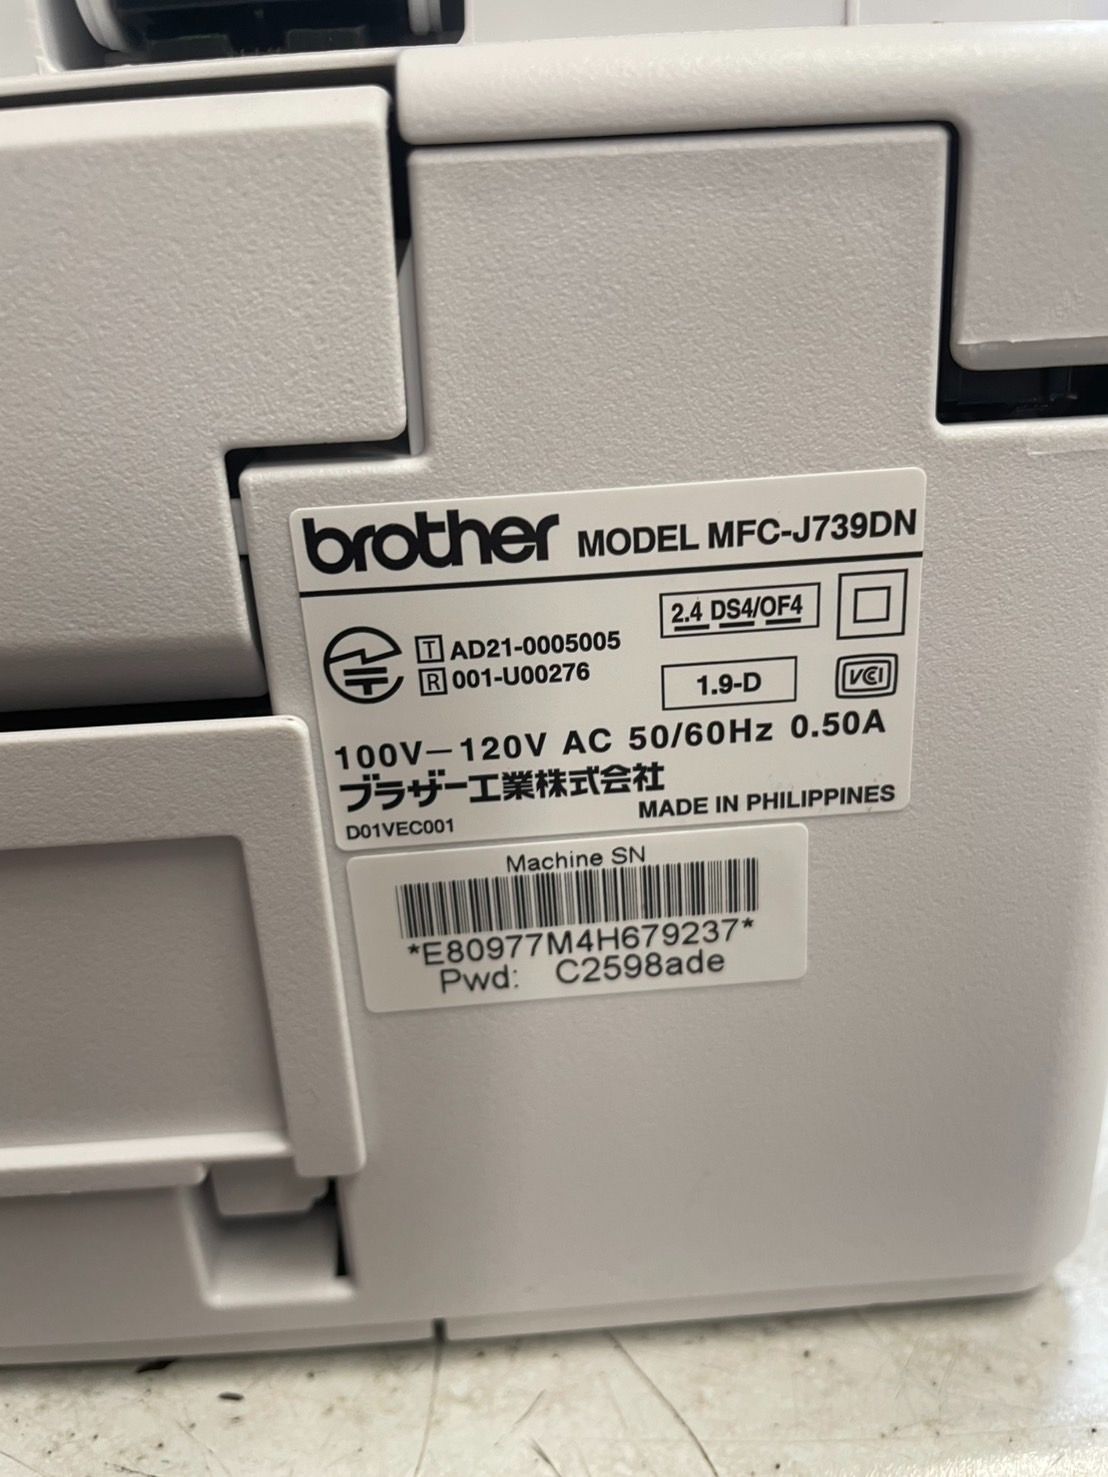 brother MODEL MFC-J739DN
2.4 DS4/OF4
T AD21-0005005
R 001-U00276
1.9-D
VCCI
100V－120V AC 50/60Hz 0.50A
ブラザー工業株式会社
MADE IN PHILIPPINES
D01VEC001
Machine SN
*E80977M4H679237*
Pwd: C2598ade